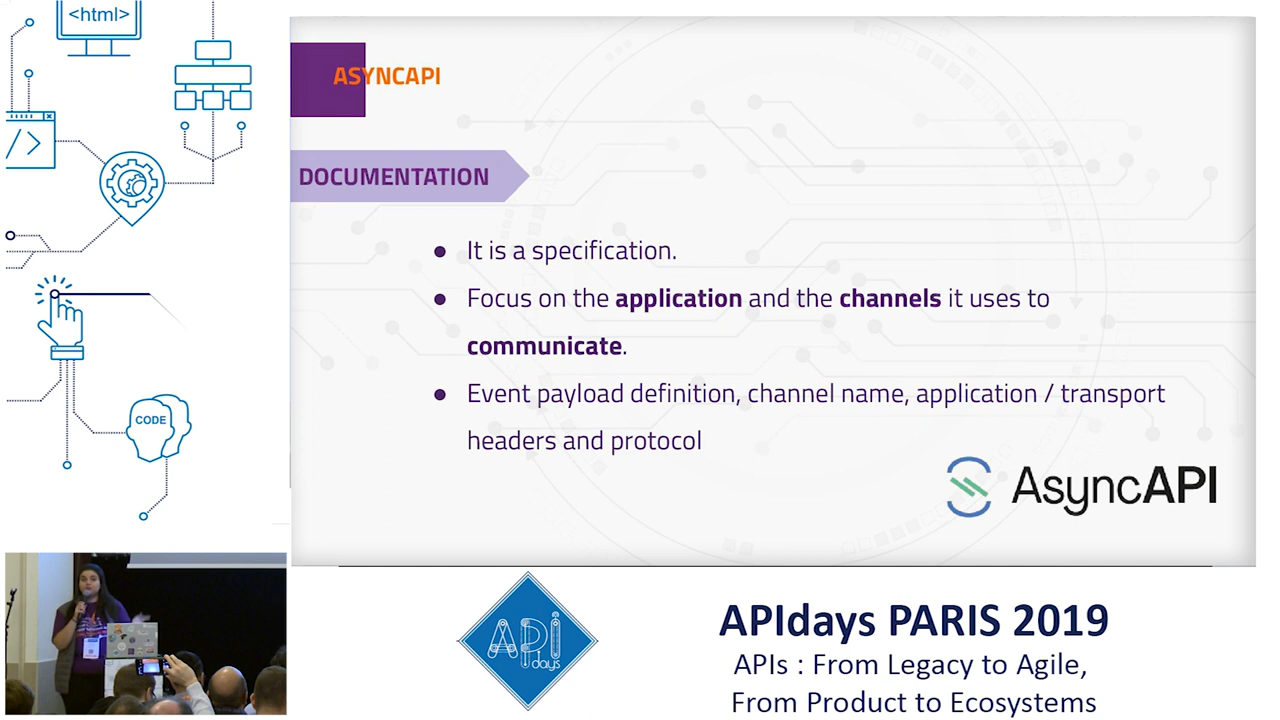 <html>
ASYNCAPI
DOCUMENTATION
● It is a specification.
● Focus on the application and the channels it uses to
communicate.
● Event payload definition, channel name, application / transport
headers and protocol
AsyncAPI
</>
CODE
API
days
APIdays PARIS 2019
APIs : From Legacy to Agile,
From Product to Ecosystems